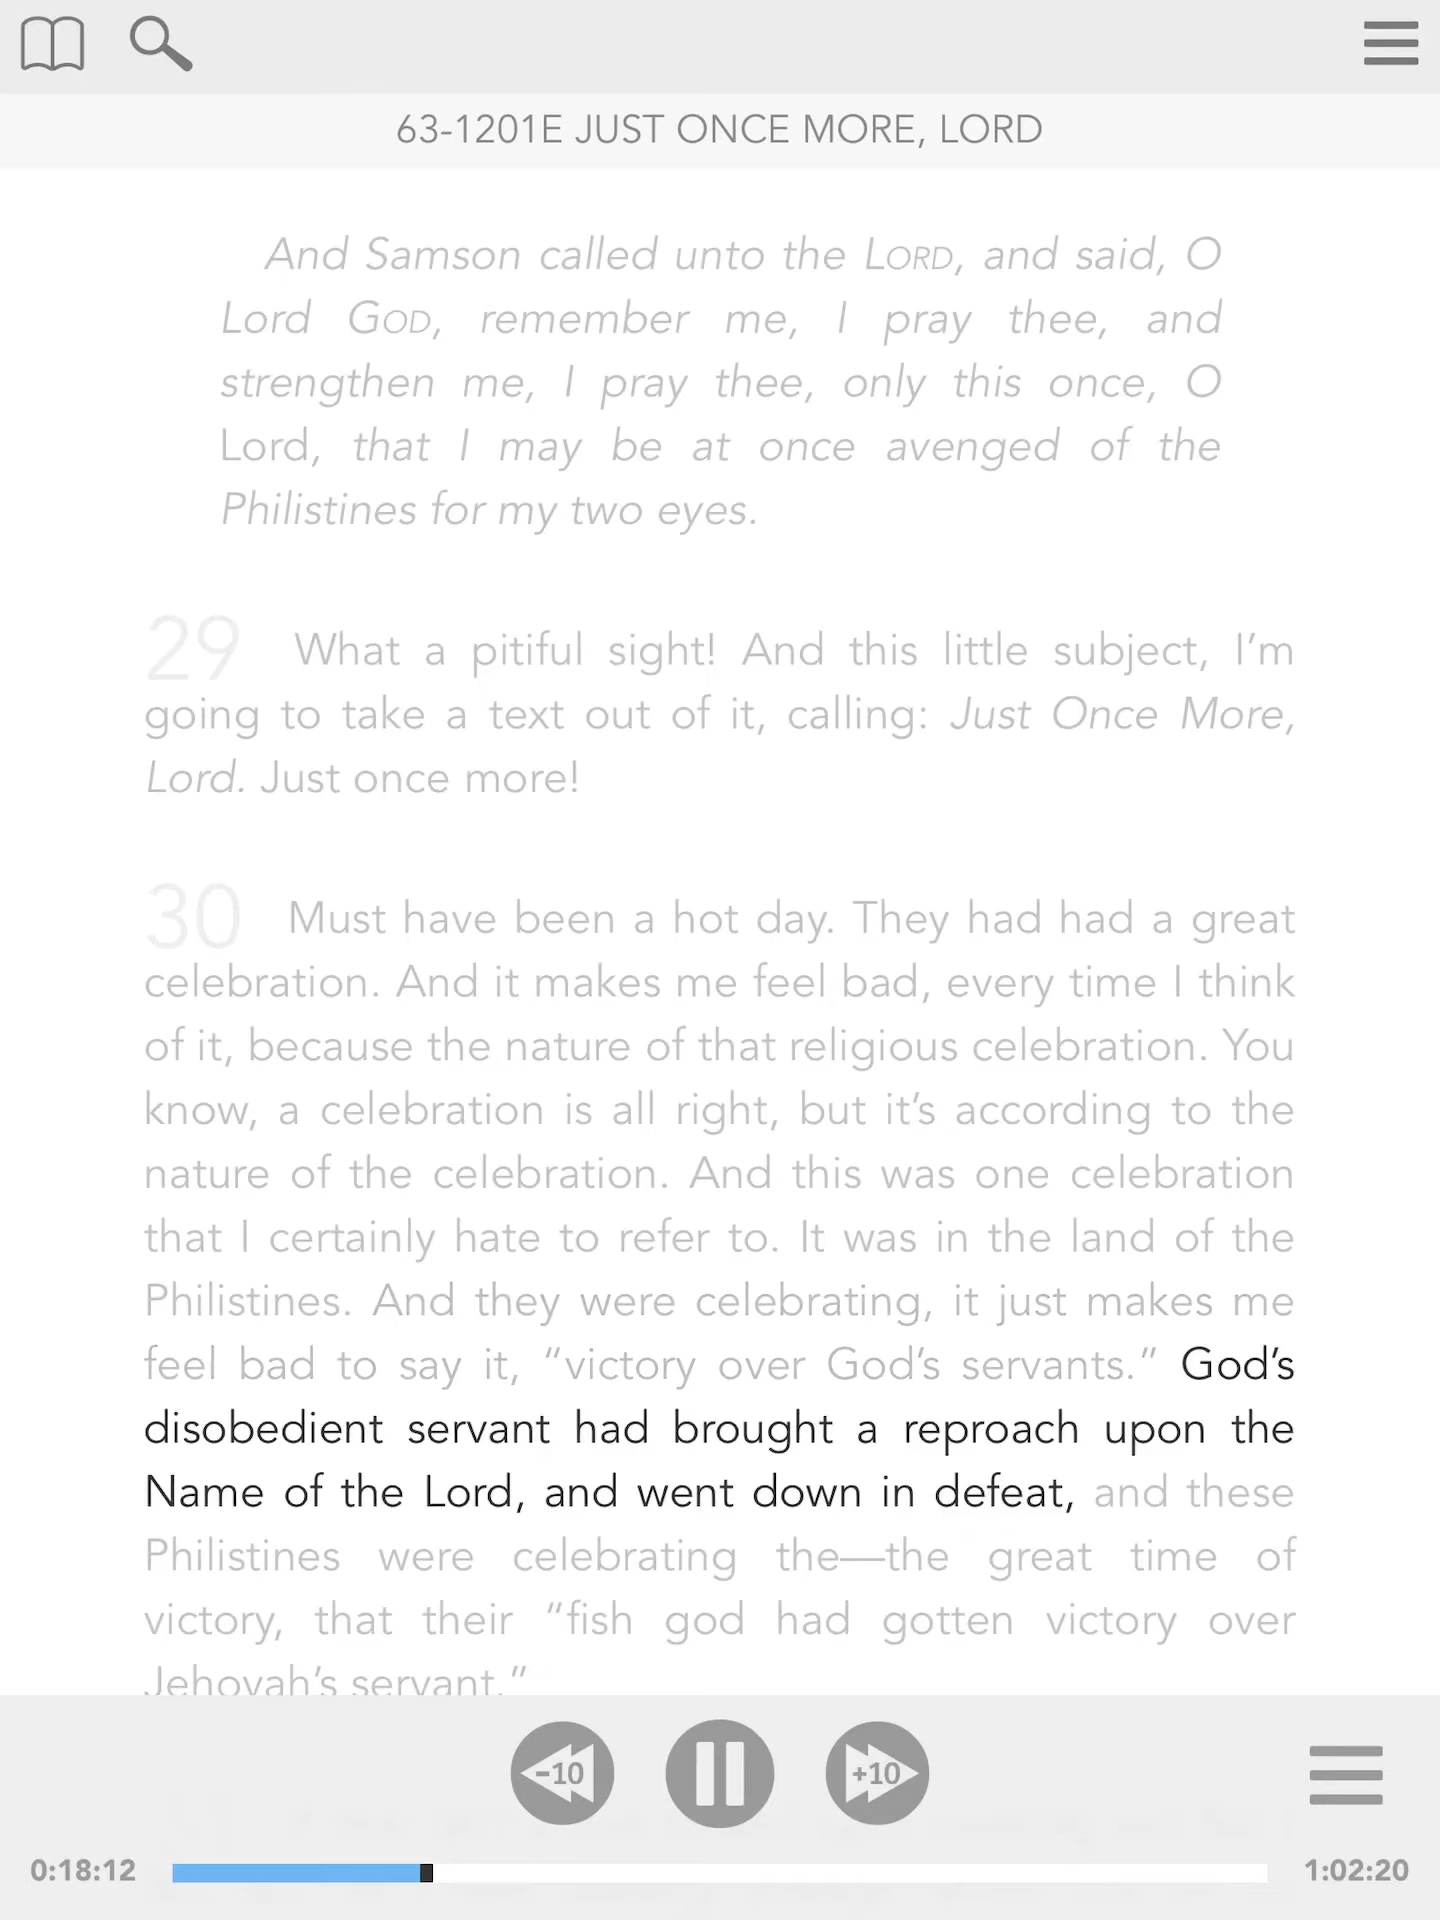 63-1201E JUST ONCE MORE, LORD
And Samson called unto the LORD, and said, O
Lord GOD, remember me, I pray thee, and
strengthen me, I pray thee, only this once, O
Lord, that I may be at once avenged of the
Philistines for my two eyes.
29 What a pitiful sight! And this little subject, I’m
going to take a text out of it, calling: Just Once More,
Lord. Just once more!
30 Must have been a hot day. They had had a great
celebration. And it makes me feel bad, every time I think
of it, because the nature of that religious celebration. You
know, a celebration is all right, but it’s according to the
nature of the celebration. And this was one celebration
that I certainly hate to refer to. It was in the land of the
Philistines. And they were celebrating, it just makes me
feel bad to say it, “victory over God’s servants.” God’s
disobedient servant had brought a reproach upon the
Name of the Lord, and went down in defeat, and these
Philistines were celebrating the—the great time of
victory, that their “fish god had gotten victory over
Jehovah’s servant.”
-10
+10
0:18:12
1:02:20